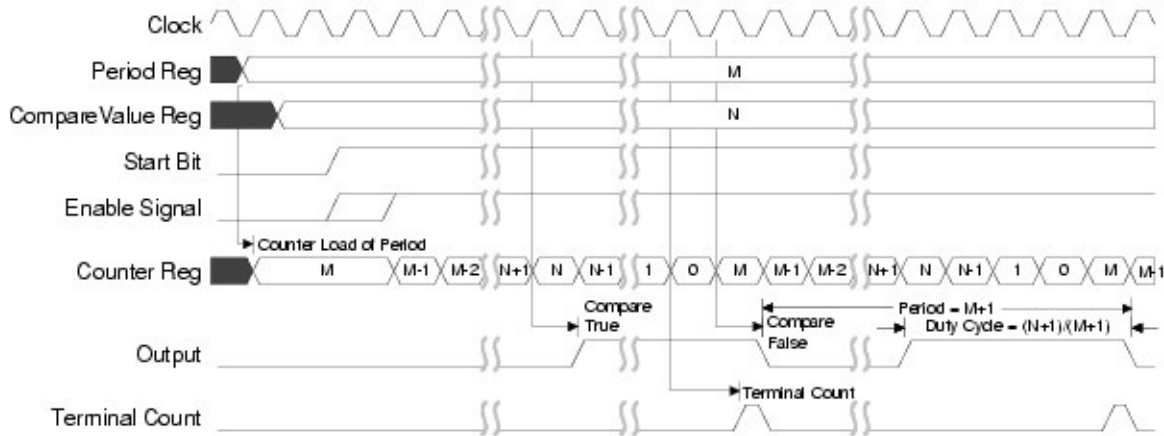 Clock
Period Reg
M
CompareValue Reg
N
Start Bit
Enable Signal
Counter Load of Period
Counter Reg
M M-1 M-2 N+1 N N-1 1 0 M M-1 M-2 N+1 N N-1 1 0 M M-1
Compare
True
Compare
False
Period = M+1
Duty Cycle = (N+1)/(M+1)
Output
Terminal Count
Terminal Count